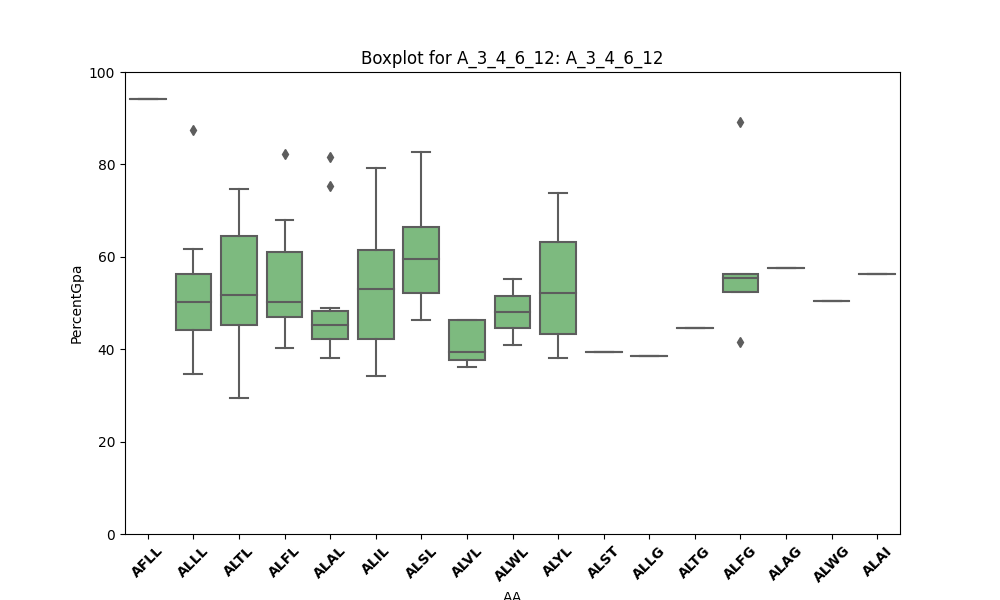 Boxplot for A_3_4_6_12: A_3_4_6_12
100
80
60
40
20
0
PercentGpa
AFLL ALLL ALTL ALFL ALAL ALIL ALSL ALVL ALWL ALYL ALST ALLG ALTG ALFG ALAG ALWG ALAI
AA